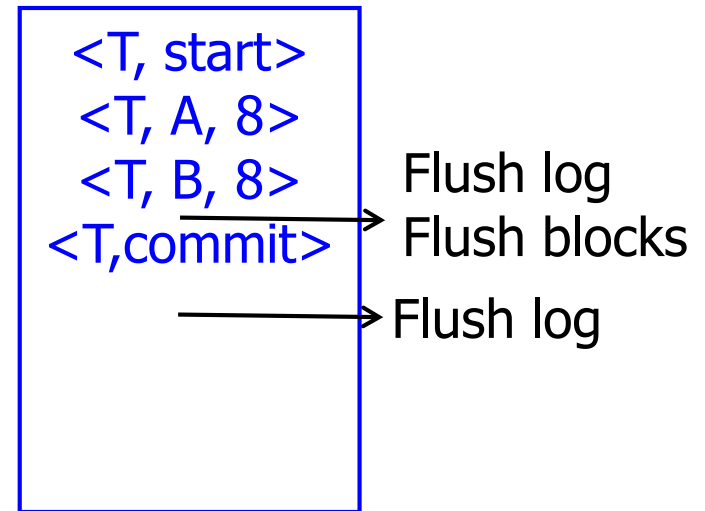 <T, start>
<T, A, 8>
<T, B, 8>
Flush log
Flush blocks
<T,commit>
Flush log